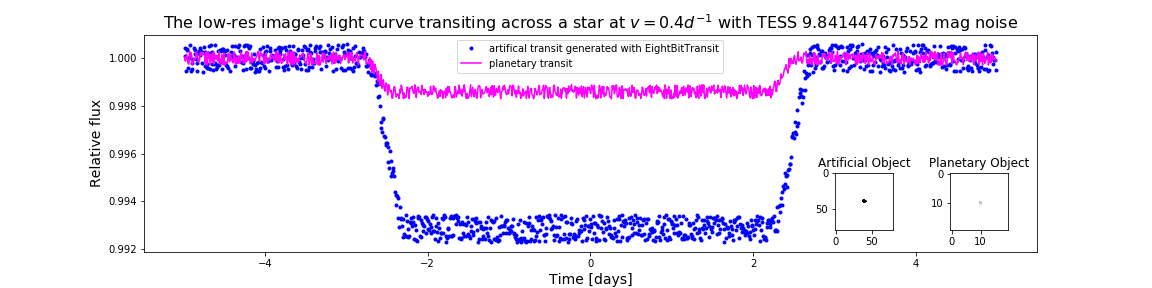 The low-res image's light curve transiting across a star at v = 0.4d⁻¹ with TESS 9.84144767552 mag noise
artifical transit generated with EightBitTransit
planetary transit
Relative flux
1.000
0.998
0.996
0.994
0.992
−4
−2
0
2
4
Time [days]
Artificial Object
0
50
0
50
Planetary Object
0
10
0
10